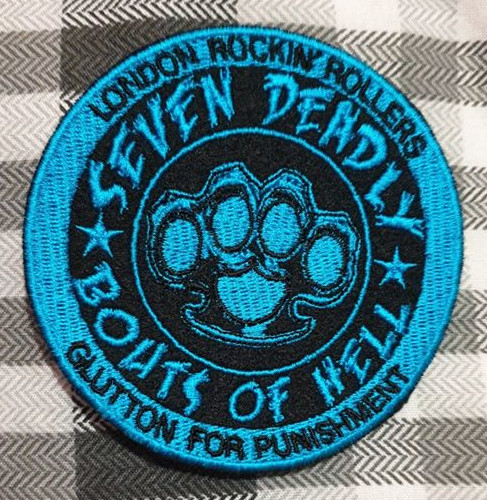 LONDON ROCKIN' ROLLERS
SEVEN DEADLY
BOUTS OF HELL
GLUTTON FOR PUNISHMENT